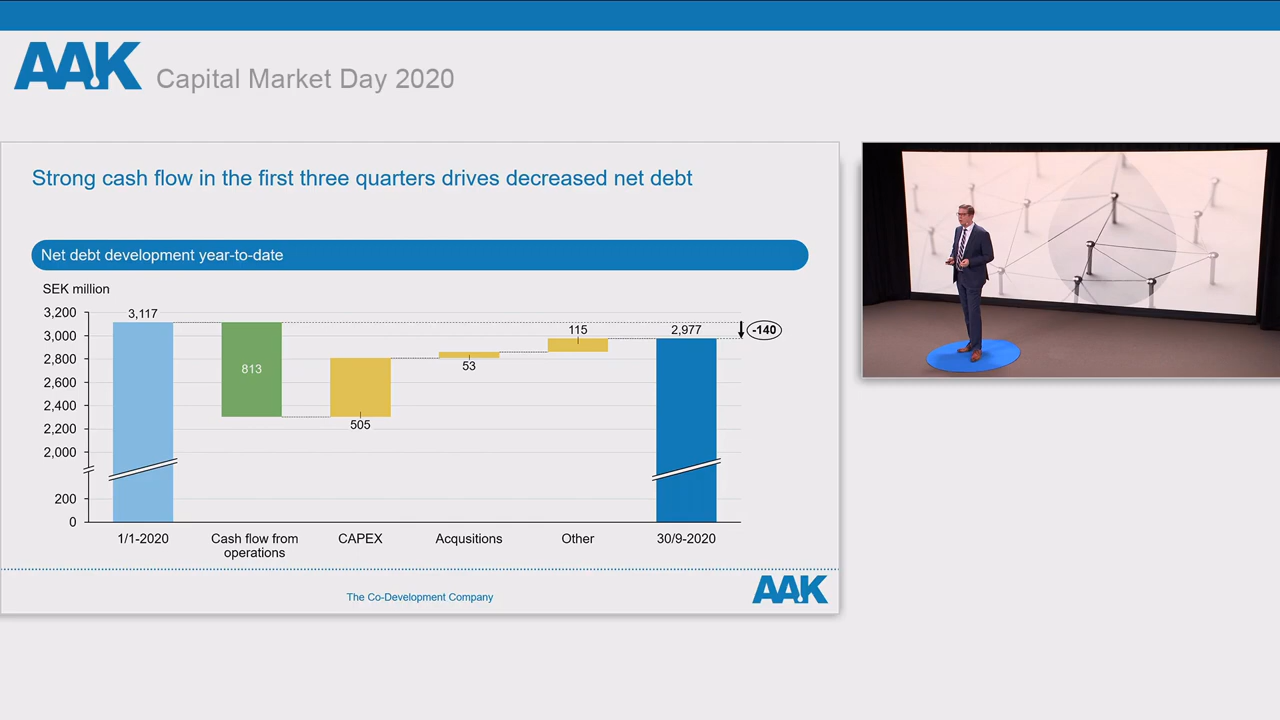 AAK Capital Market Day 2020
Strong cash flow in the first three quarters drives decreased net debt
Net debt development year-to-date
SEK million
3,200
3,000
2,800
2,600
2,400
2,200
2,000
200
0
3,117
813
505
53
115
2,977
-140
1/1-2020
Cash flow from
operations
CAPEX
Acqusitions
Other
30/9-2020
The Co-Development Company
AAK